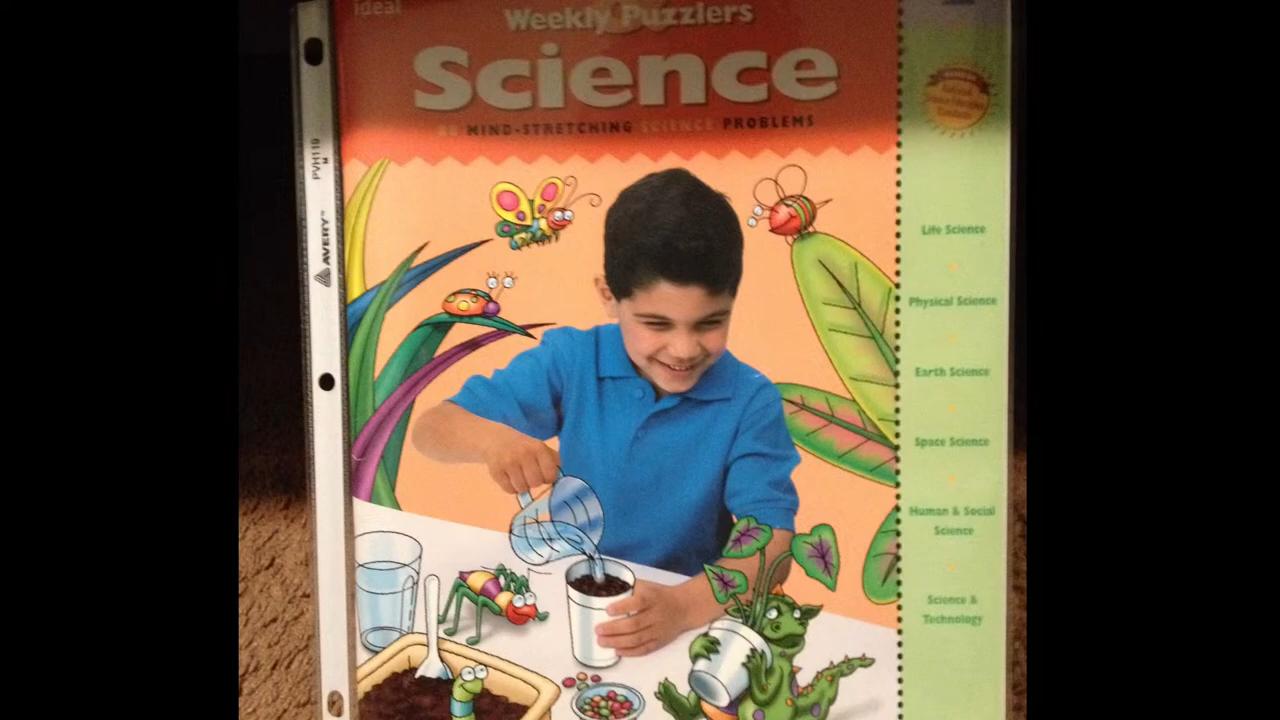 ideal
Weekly Puzzlers
Science
MIND-STRETCHING SCIENCE PROBLEMS
PVH119
AVERY™
Life Science
Physical Science
Earth Science
Space Science
Human & Social
Science
Science &
Technology